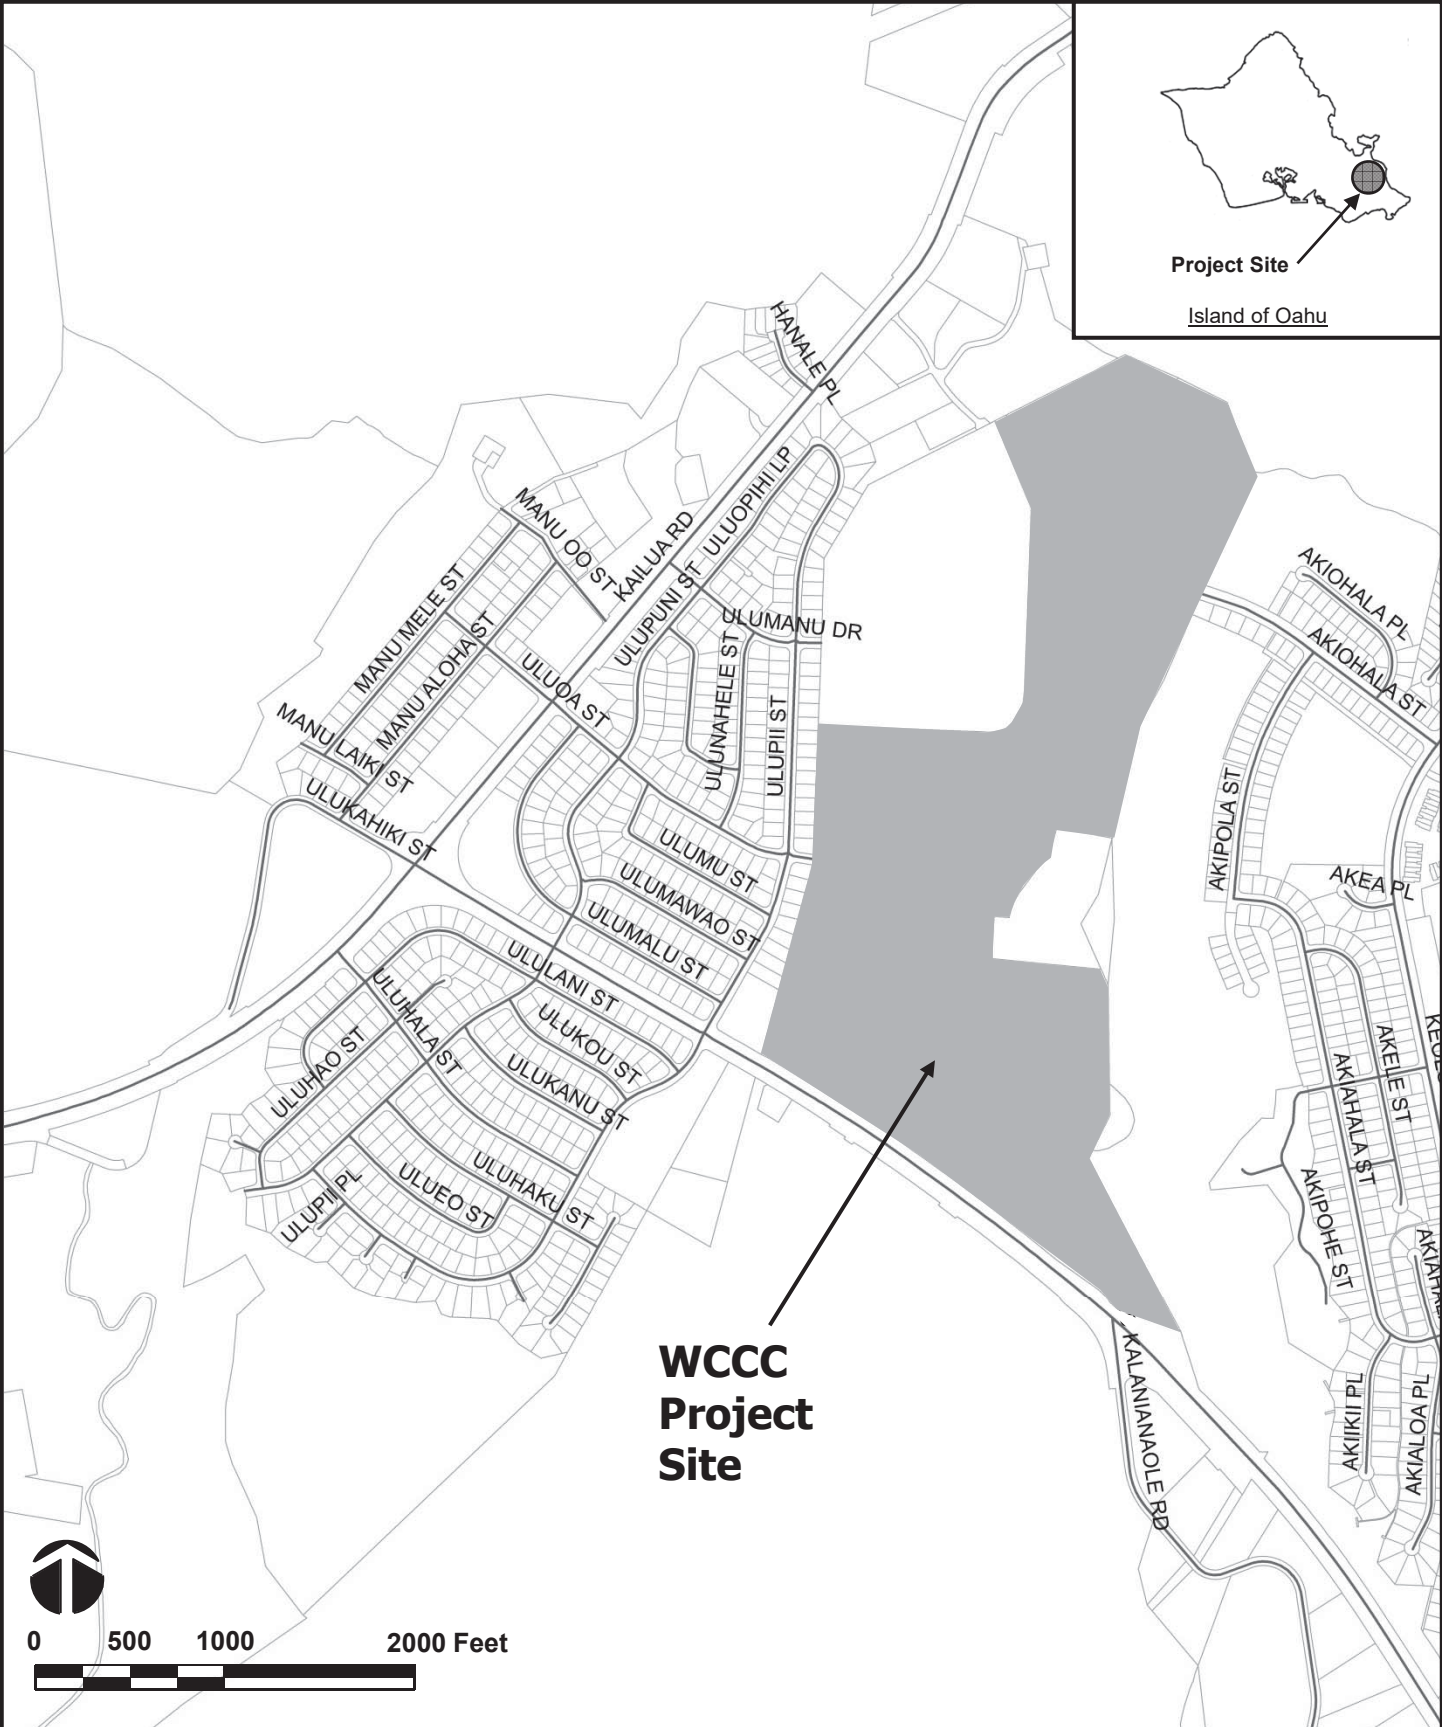 Project Site
Island of Oahu
HANALE PL
ULUOPIHI LP
MANU OO ST
KAILUA RD
ULUPUNI ST
MANU MELE ST
MANU ALOHA ST
ULUMANU DR
ULUOA ST
ULUNAHELE ST
ULUPII ST
MANU LAIKI ST
ULUKAHIKI ST
ULUMU ST
ULUMAWAO ST
ULUMALU ST
ULULANI ST
ULUHALA ST
ULUKOU ST
ULUHAO ST
ULUKANU ST
ULUHAKU ST
ULUEO ST
ULUPII PL
AKIOHALA PL
AKIOHALA ST
AKIPOLA ST
AKEA PL
AKELE ST
AKIAHALA ST
AKIPOHE ST
AKIIKII PL
AKIALOA PL
KALANIANAOLE RD
WCCC
Project
Site
0 500 1000 2000 Feet